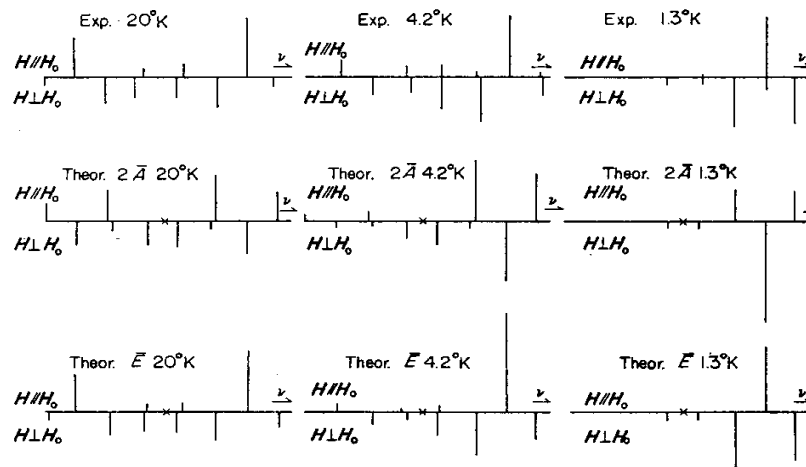 Exp. 20°K
Exp. 4.2°K
Exp. 1.3°K
H//H₀ ν
H//H₀ ν
H//H₀ ν
H⊥H₀
H⊥H₀
H⊥H₀
Theor. 2Ā 20°K
Theor. 2Ā 4.2°K
Theor. 2Ā 1.3°K
H//H₀ ν
H//H₀ ν
H//H₀
H⊥H₀
H⊥H₀
H⊥H₀
Theor. Ē 20°K
Theor. Ē 4.2°K
Theor. Ē 1.3°K
H//H₀ ν
H//H₀ ν
H//H₀ ν
H⊥H₀
H⊥H₀
H⊥H₀